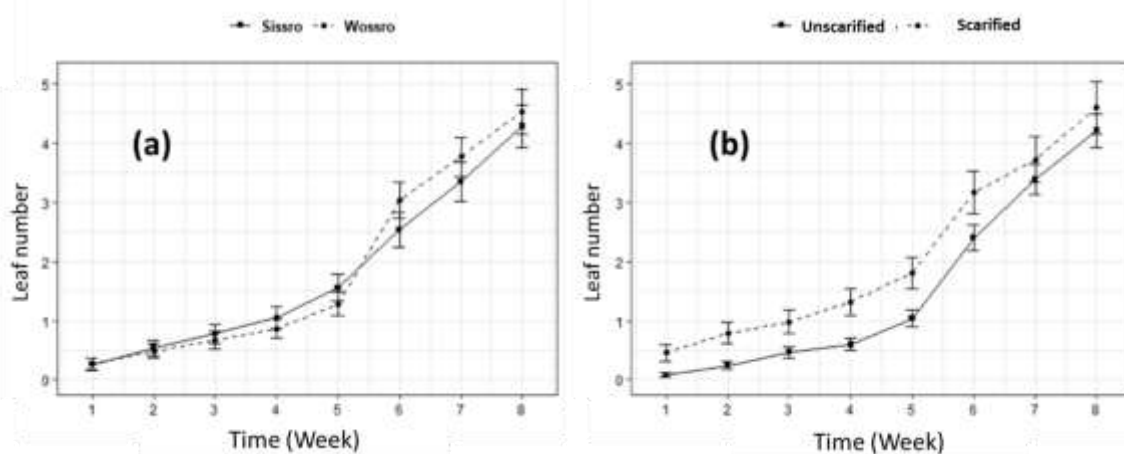 Sissro Wossro
5
4
3
2
1
0
(a)
Leaf number
1 2 3 4 5 6 7 8
Time (Week)
Unscarified Scarified
5
4
3
2
1
0
(b)
Leaf number
1 2 3 4 5 6 7 8
Time (Week)